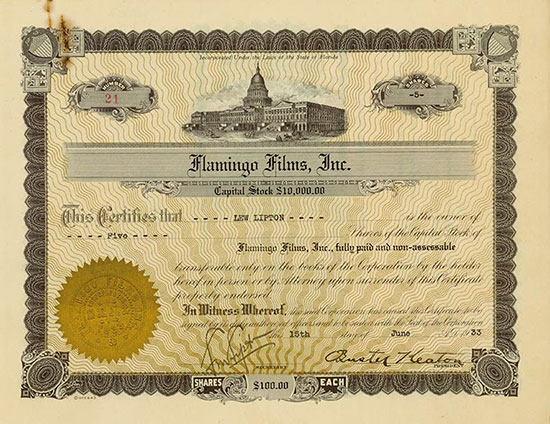 Incorporated Under the Laws of the State of Florida
NUMBER
21
SHARES
-5-
Flamingo Films, Inc.
Capital Stock $10,000.00
This Certifies that ---- LEW LIPTON ---- is the owner of
---- Five ---- Shares of the Capital Stock of
Flamingo Films, Inc., fully paid and non-assessable
transferable only on the books of the Corporation by the holder
hereof in person or by Attorney upon surrender of this Certificate
properly endorsed.
In Witness Whereof, the said Corporation has caused this Certificate to be
signed by its duly authorized officers and to be sealed with the Seal of the Corporation
this 15th day of June A.D. 1933
Buster Keaton
SECRETARY
PRESIDENT
SHARES $100.00 EACH